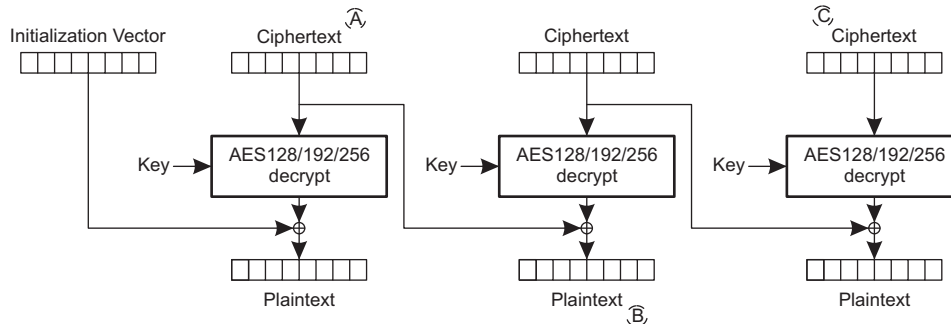 Initialization Vector
Ciphertext A
Ciphertext
C Ciphertext
Key
AES128/192/256
decrypt
Key
AES128/192/256
decrypt
Key
AES128/192/256
decrypt
Plaintext
Plaintext B
Plaintext